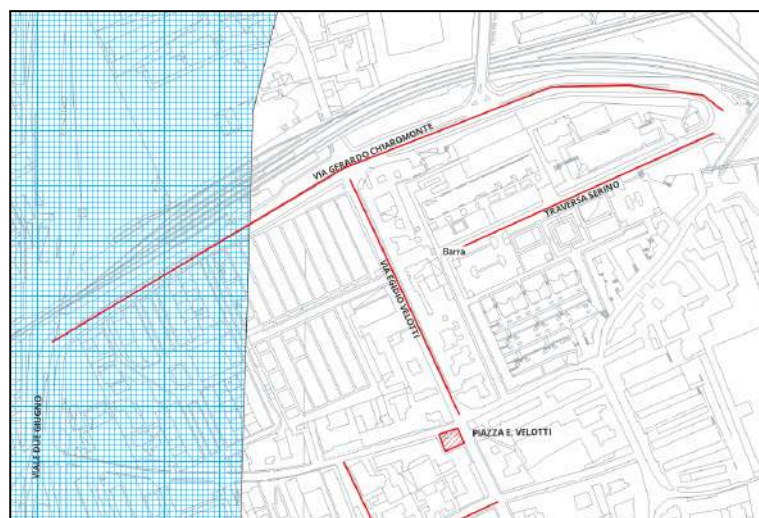 VIA GERARDO CHIAROMONTE
TRAVERSA SERINO
Barra
VIA EGIDIO VELOTTI
VIALE DUE GIUGNO
PIAZZA E. VELOTTI